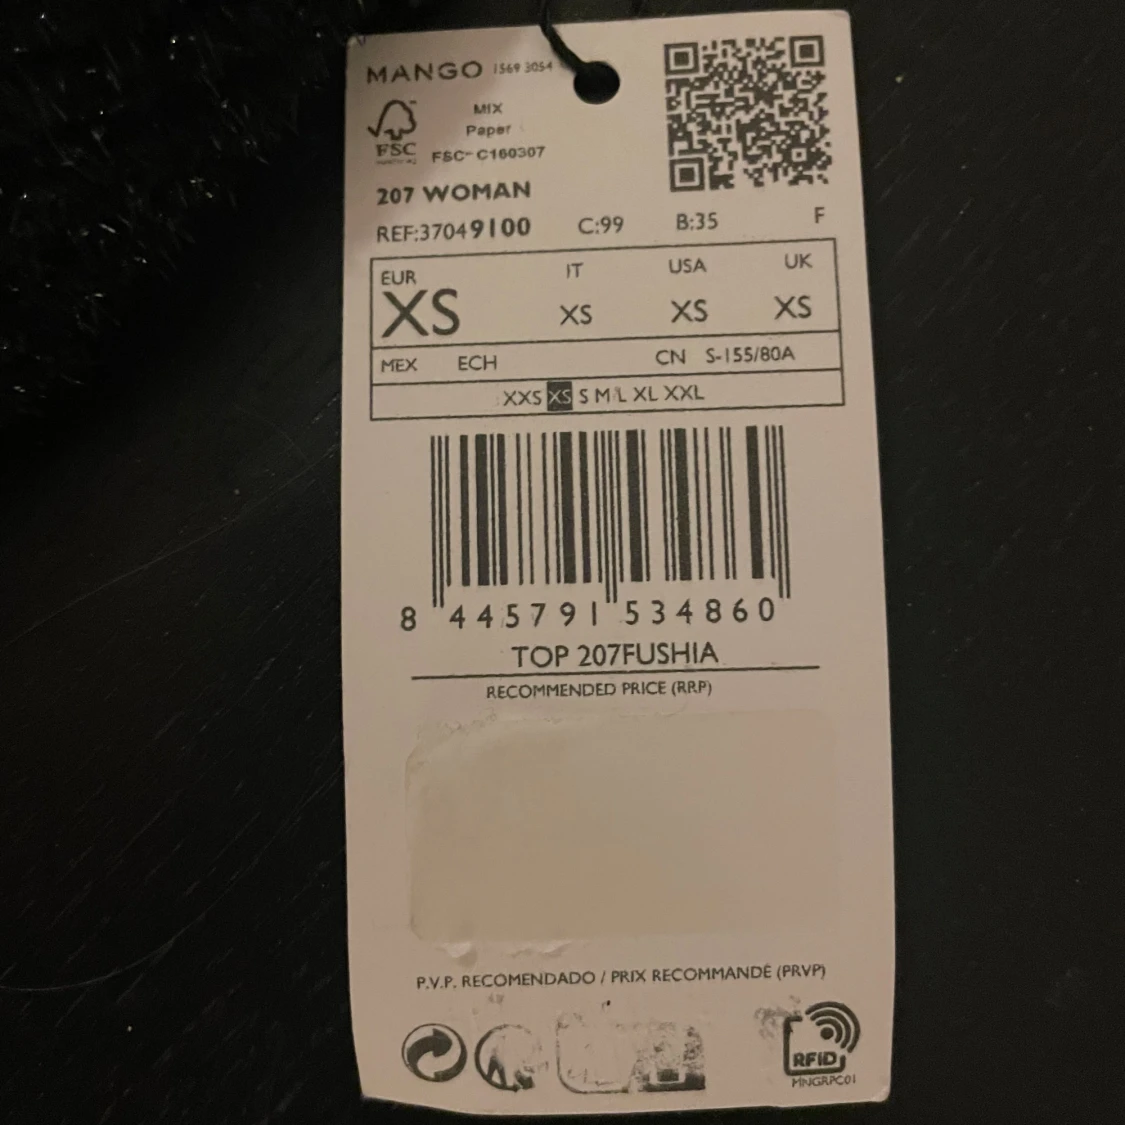 MANGO 1569 3054
MIX
Paper
FSC FSC-C160307
207 WOMAN
REF:37049100 C:99 B:35 F
EUR IT USA UK
XS XS XS XS
MEX ECH CN S-155/80A
XXS XS S M L XL XXL
8 445791 534860
TOP 207FUSHIA
RECOMMENDED PRICE (RRP)
P.V.P. RECOMENDADO / PRIX RECOMMANDÉ (PRVP)
RFID
MNGRPC01